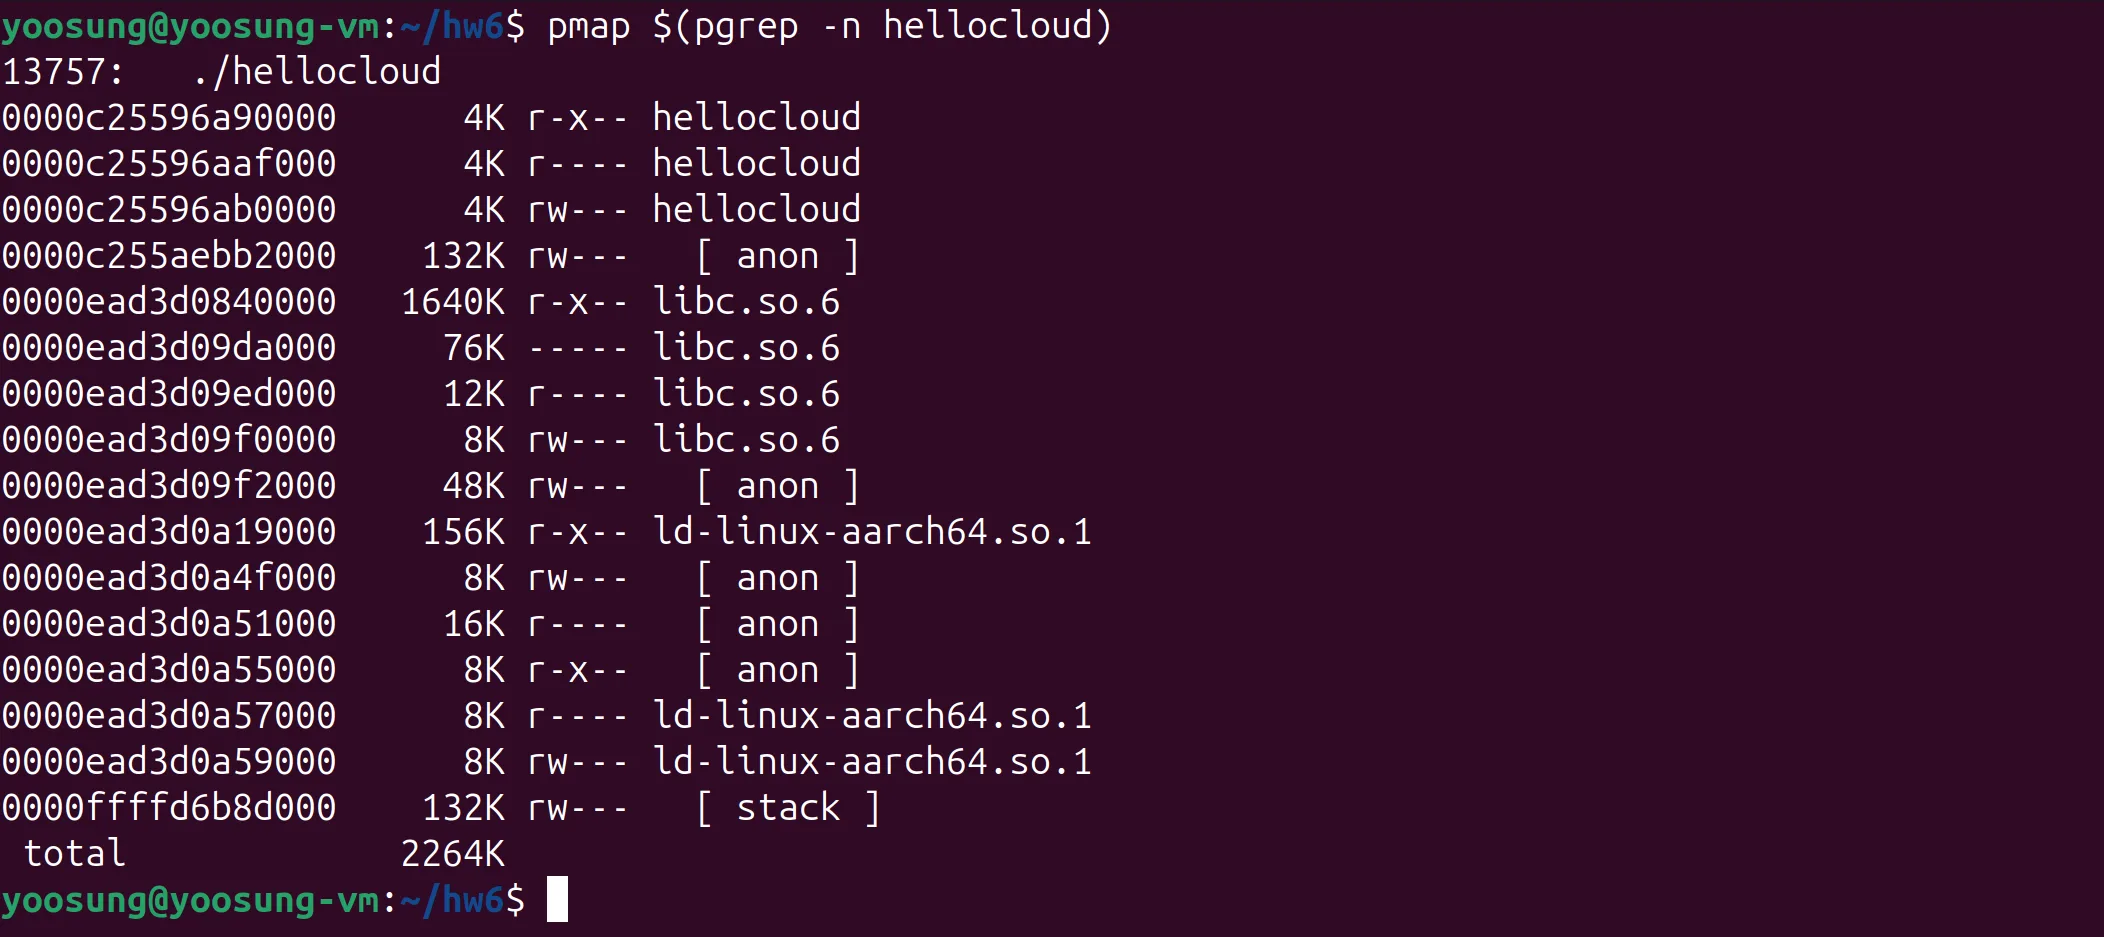 yoosung@yoosung-vm:~/hw6$ pmap $(pgrep -n hellocloud)
13757:   ./hellocloud
0000c25596a90000      4K r-x-- hellocloud
0000c25596aaf000      4K r---- hellocloud
0000c25596ab0000      4K rw--- hellocloud
0000c255aebb2000    132K rw---   [ anon ]
0000ead3d0840000   1640K r-x-- libc.so.6
0000ead3d09da000     76K ----- libc.so.6
0000ead3d09ed000     12K r---- libc.so.6
0000ead3d09f0000      8K rw--- libc.so.6
0000ead3d09f2000     48K rw---   [ anon ]
0000ead3d0a19000    156K r-x-- ld-linux-aarch64.so.1
0000ead3d0a4f000      8K rw---   [ anon ]
0000ead3d0a51000     16K r----   [ anon ]
0000ead3d0a55000      8K r-x--   [ anon ]
0000ead3d0a57000      8K r---- ld-linux-aarch64.so.1
0000ead3d0a59000      8K rw--- ld-linux-aarch64.so.1
0000ffffd6b8d000    132K rw---   [ stack ]
 total             2264K
yoosung@yoosung-vm:~/hw6$